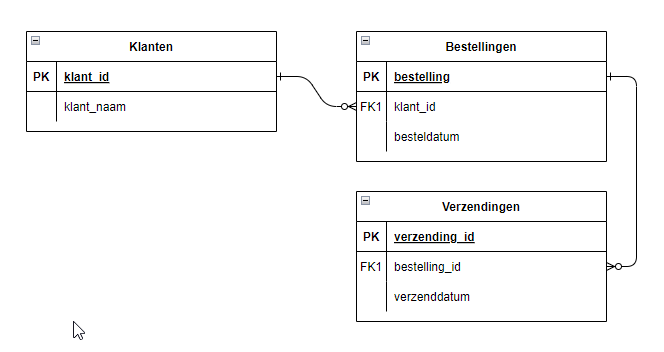 Klanten
PK klant_id
klant_naam
Bestellingen
PK bestelling
FK1 klant_id
besteldatum
Verzendingen
PK verzending_id
FK1 bestelling_id
verzenddatum